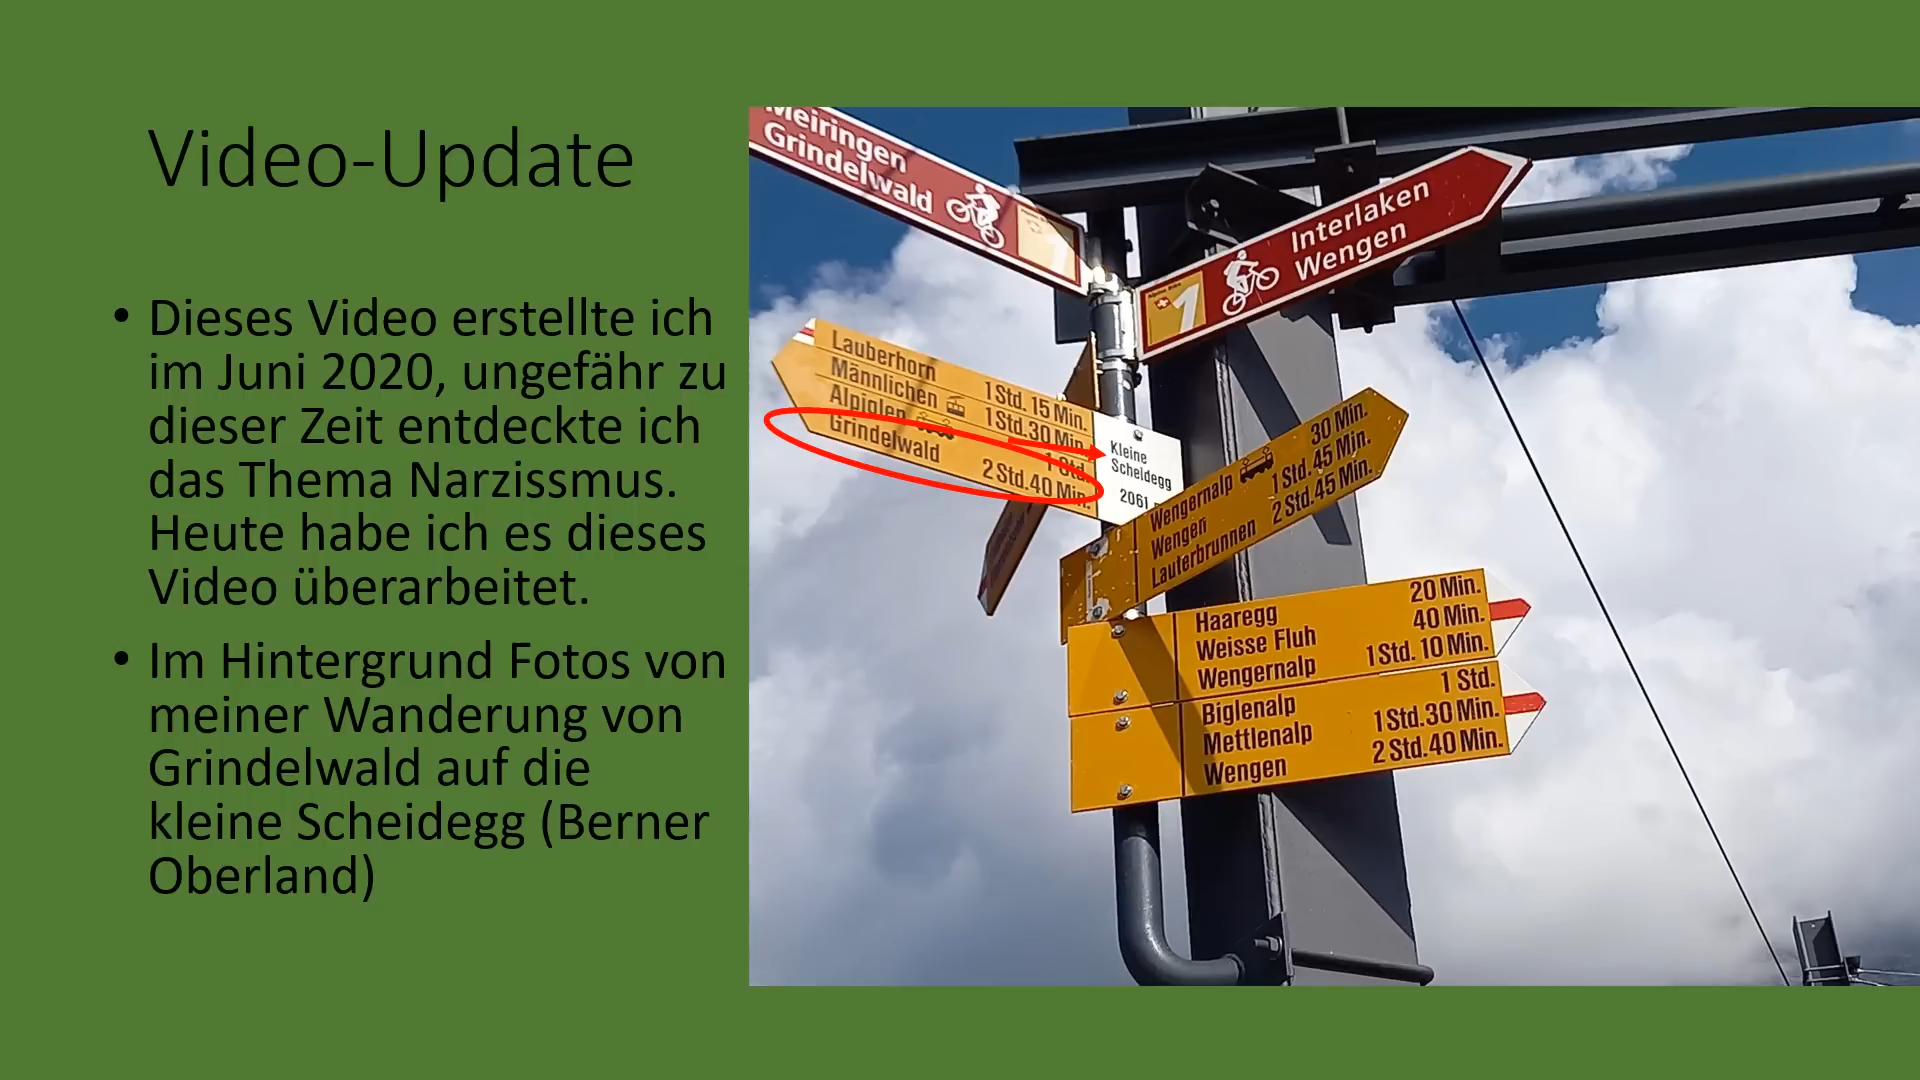 Video-Update
• Dieses Video erstellte ich
im Juni 2020, ungefähr zu
dieser Zeit entdeckte ich
das Thema Narzissmus.
Heute habe ich es dieses
Video überarbeitet.
• Im Hintergrund Fotos von
meiner Wanderung von
Grindelwald auf die
kleine Scheidegg (Berner
Oberland)
Meiringen
Grindelwald
1
Interlaken
Wengen
1
Lauberhorn 1 Std. 15 Min.
Männlichen 1 Std. 30 Min.
Alpiglen 1 Std.
Grindelwald 2 Std. 40 Min.
Kleine
Scheidegg
2061
Wengernalp 30 Min.
Wengen 1 Std. 45 Min.
Lauterbrunnen 2 Std. 45 Min.
Haaregg 20 Min.
Weisse Fluh 40 Min.
Wengernalp 1 Std. 10 Min.
Biglenalp 1 Std.
Mettlenalp 1 Std. 30 Min.
Wengen 2 Std. 40 Min.